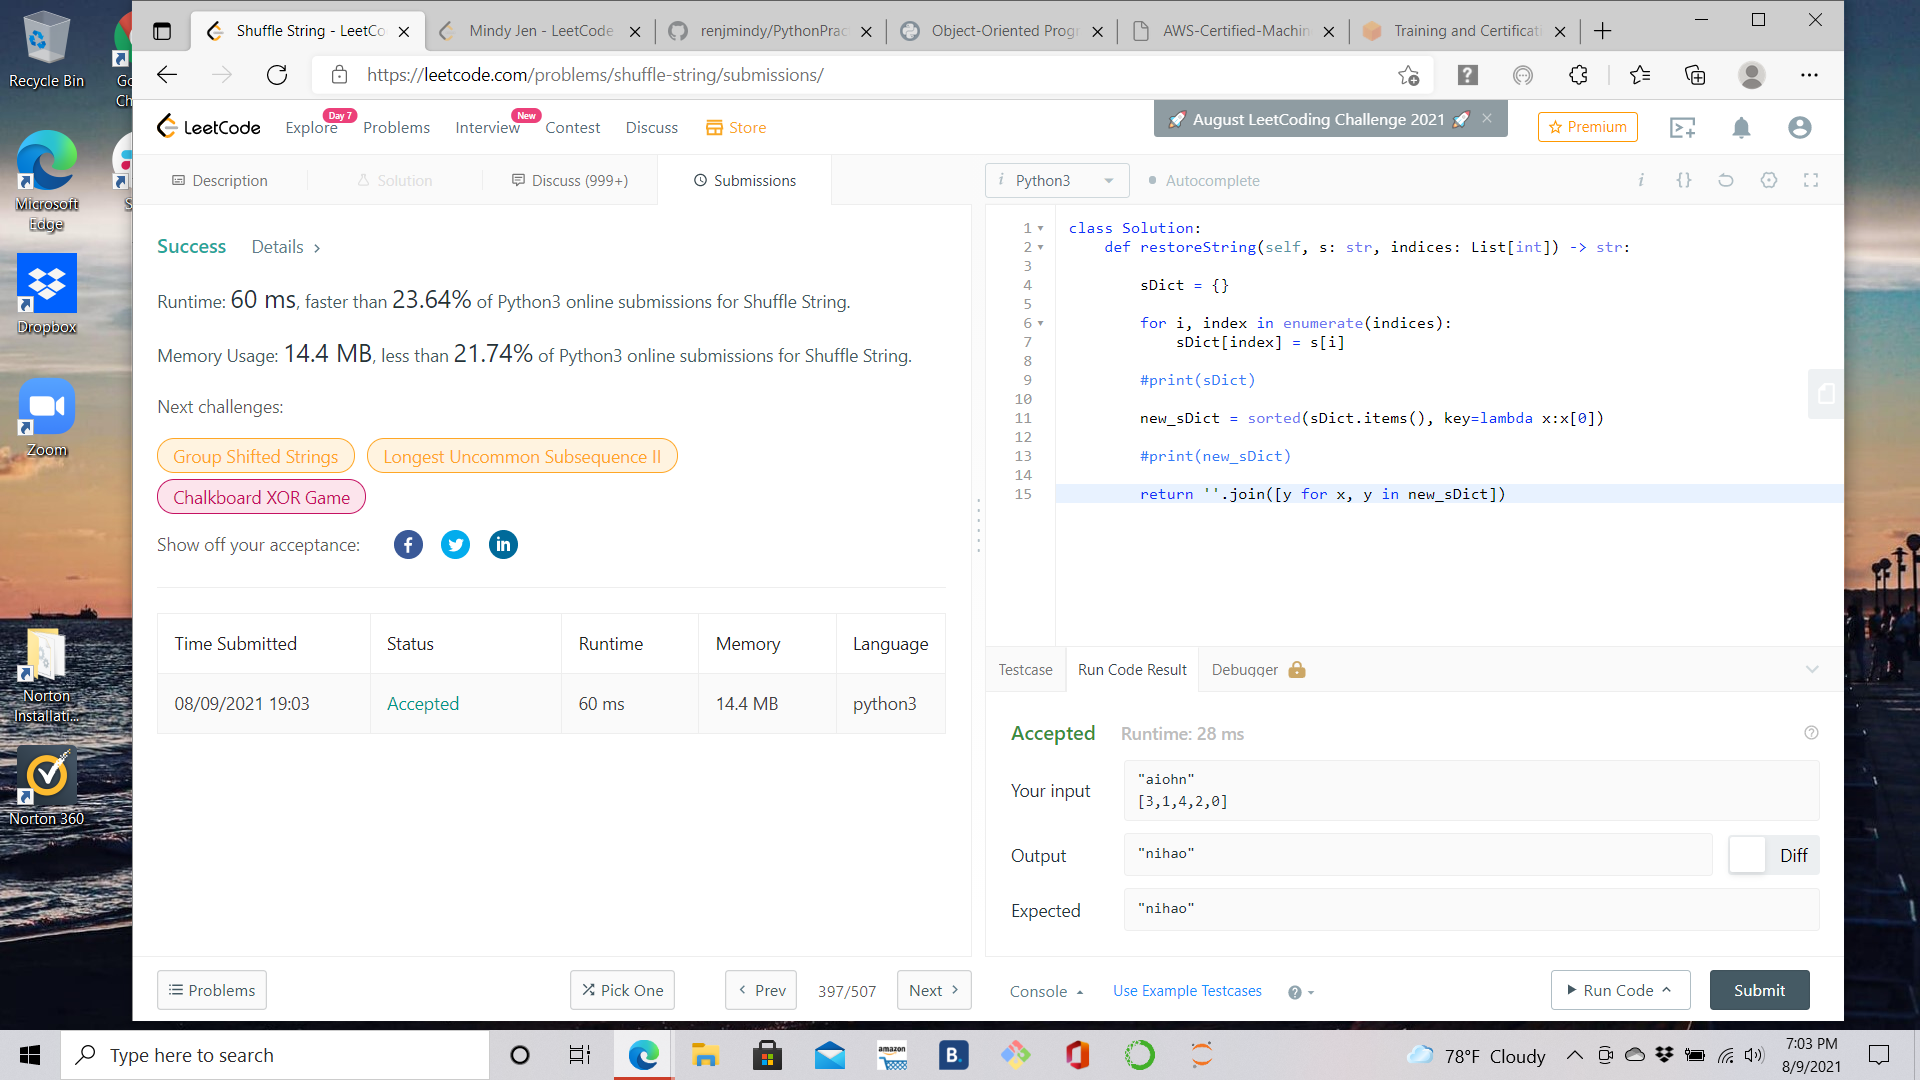 Recycle Bin
Microsoft
Edge
Dropbox
Zoom
Norton
Installati...
Norton 360
Shuffle String - LeetCo
Mindy Jen - LeetCode
renjmindy/PythonPrac
Object-Oriented Progr
AWS-Certified-Machin
Training and Certificati
https://leetcode.com/problems/shuffle-string/submissions/
LeetCode
Explore
Day 7
Problems
Interview
New
Contest
Discuss
Store
August LeetCoding Challenge 2021
Premium
Description
Solution
Discuss (999+)
Submissions
Success
Details
Runtime: 60 ms, faster than 23.64% of Python3 online submissions for Shuffle String.
Memory Usage: 14.4 MB, less than 21.74% of Python3 online submissions for Shuffle String.
Next challenges:
Group Shifted Strings
Longest Uncommon Subsequence II
Chalkboard XOR Game
Show off your acceptance:
Time Submitted Status Runtime Memory Language
08/09/2021 19:03 Accepted 60 ms 14.4 MB python3
Problems
Pick One
Prev
397/507
Next
Python3
Autocomplete
1 class Solution:
2 def restoreString(self, s: str, indices: List[int]) -> str:
3
4 sDict = {}
5
6 for i, index in enumerate(indices):
7 sDict[index] = s[i]
8
9 #print(sDict)
10
11 new_sDict = sorted(sDict.items(), key=lambda x:x[0])
12
13 #print(new_sDict)
14
15 return ''.join([y for x, y in new_sDict])
Testcase
Run Code Result
Debugger
Accepted
Runtime: 28 ms
Your input
"aiohn"
[3,1,4,2,0]
Output
"nihao"
Diff
Expected
"nihao"
Console
Use Example Testcases
Run Code
Submit
Type here to search
amazon
B.
78°F Cloudy
7:03 PM
8/9/2021